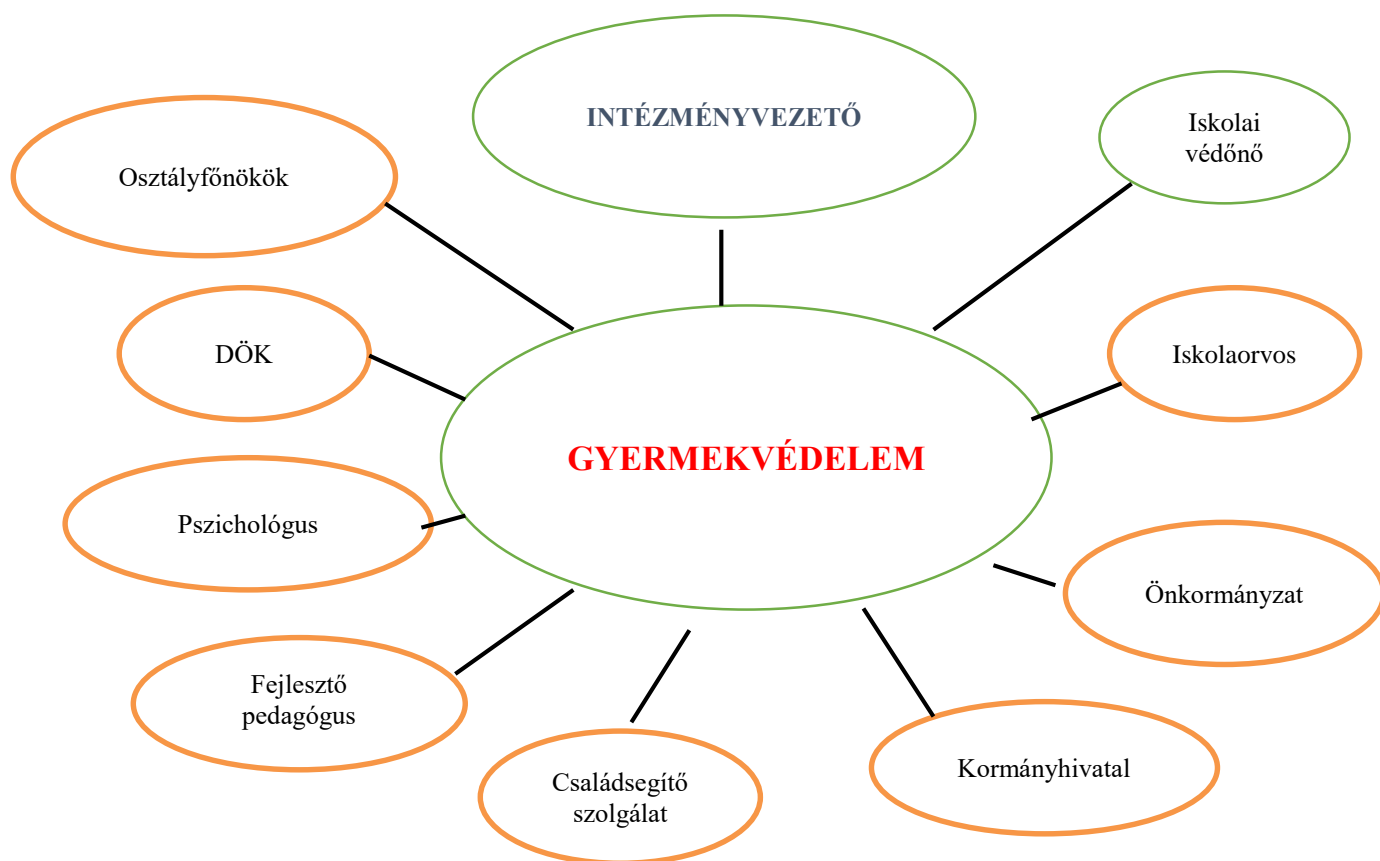 INTÉZMÉNYVEZETŐ
Iskolai
védőnő
Osztályfőnökök
DÖK
Iskolaorvos
GYERMEKVÉDELEM
Pszichológus
Önkormányzat
Fejlesztő
pedagógus
Családsegítő
szolgálat
Kormányhivatal